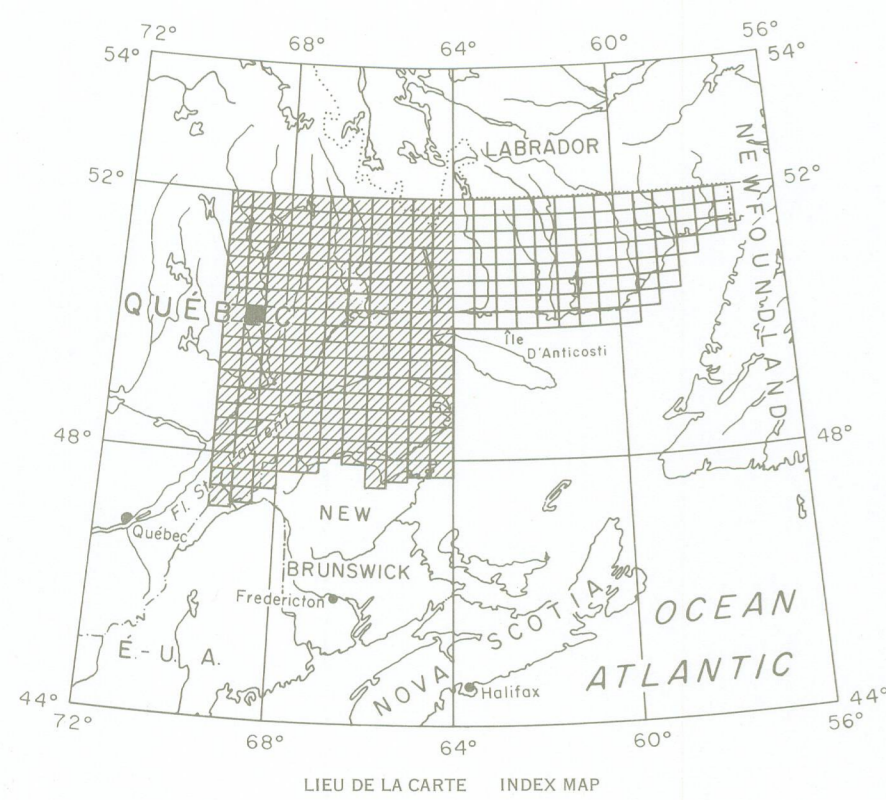 72°
68°
64°
60°
56°
54°
54°
LABRADOR
52°
52°
NEWFOUNDLAND
QUÉBEC
Île
D'Anticosti
48°
48°
Fl. St Laurent
Québec
NEW
BRUNSWICK
Fredericton
É.-U. A.
NOVA SCOTIA
Halifax
OCEAN
ATLANTIC
44°
44°
72°
68°
64°
60°
56°
LIEU DE LA CARTE INDEX MAP